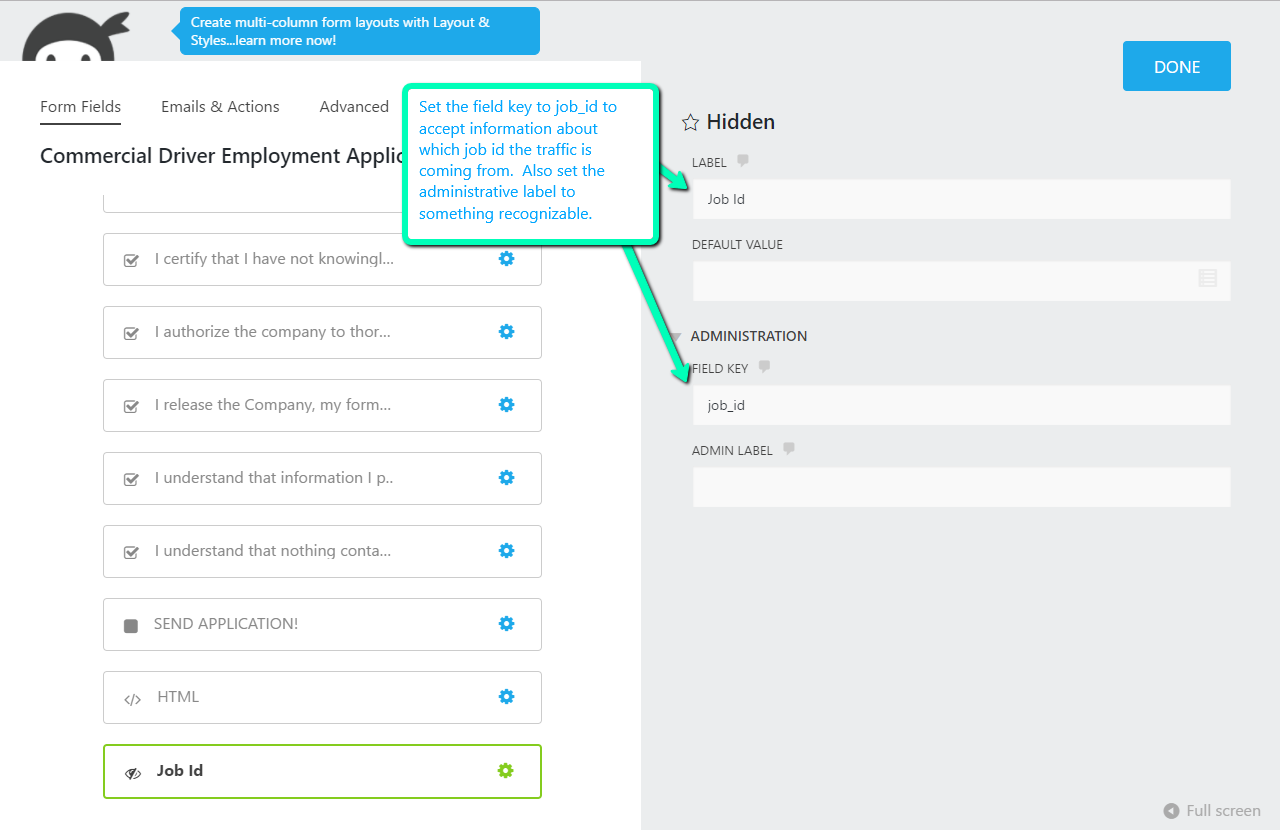 Create multi-column form layouts with Layout &
Styles...learn more now!
DONE
Form Fields
Emails & Actions
Advanced
Commercial Driver Employment Applic
Set the field key to job_id to
accept information about
which job id the traffic is
coming from.  Also set the
administrative label to
something recognizable.
I certify that I have not knowingl...
I authorize the company to thor...
I release the Company, my form...
I understand that information I p..
I understand that nothing conta...
SEND APPLICATION!
HTML
Job Id
Hidden
LABEL
Job Id
DEFAULT VALUE
ADMINISTRATION
FIELD KEY
job_id
ADMIN LABEL
Full screen